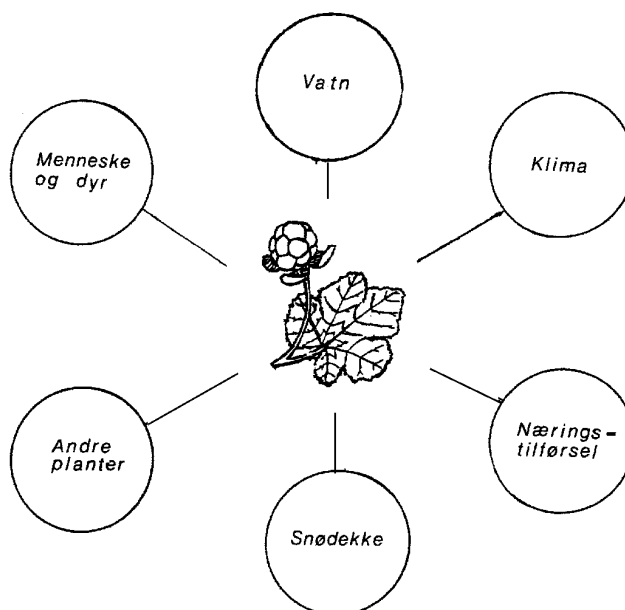 Vatn
Menneske
og dyr
Klima
Andre
planter
Nærings-
tilførsel
Snødekke